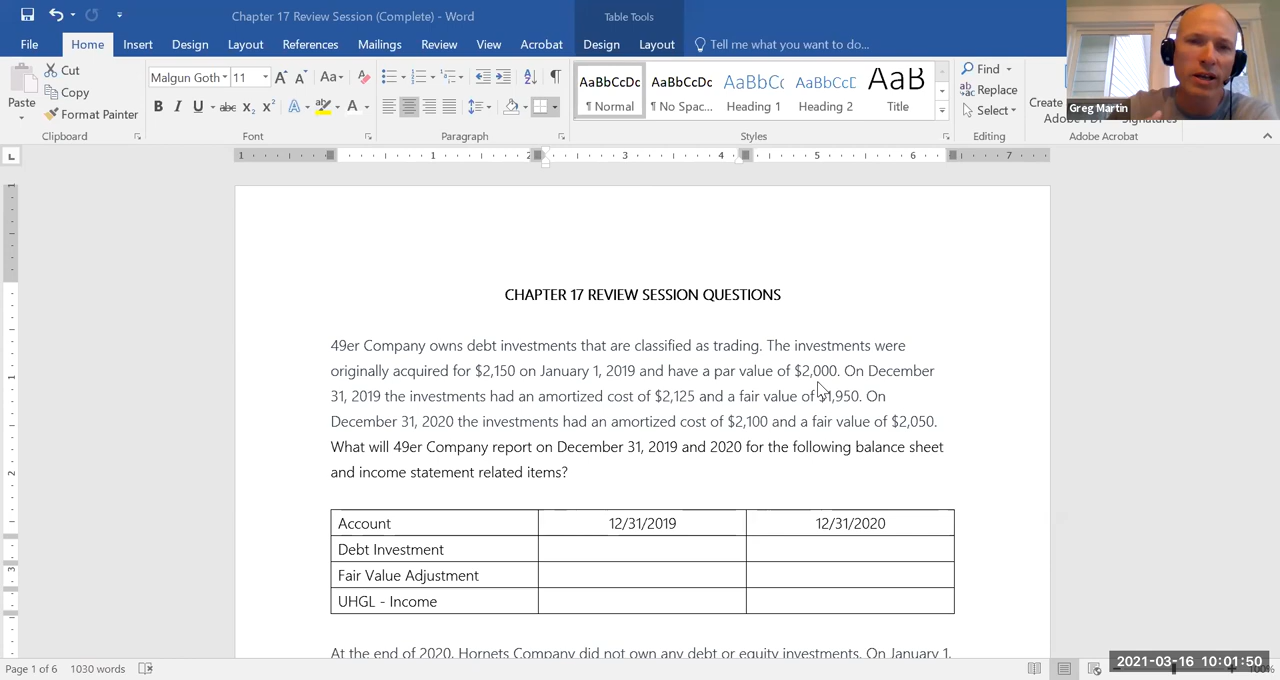 Chapter 17 Review Session (Complete) - Word
Table Tools
File
Home
Insert
Design
Layout
References
Mailings
Review
View
Acrobat
Design
Layout
Tell me what you want to do...
Paste
Cut
Copy
Format Painter
Clipboard
Malgun Goth
11
Font
Paragraph
AaBbCcDc
¶ Normal
AaBbCcDc
¶ No Spac...
AaBbC(
Heading 1
AaBbCcD
Heading 2
AaB
Title
Styles
Find
Replace
Select
Editing
Create
Adobe Acrobat
Greg Martin
CHAPTER 17 REVIEW SESSION QUESTIONS
49er Company owns debt investments that are classified as trading. The investments were
originally acquired for $2,150 on January 1, 2019 and have a par value of $2,000. On December
31, 2019 the investments had an amortized cost of $2,125 and a fair value of $1,950. On
December 31, 2020 the investments had an amortized cost of $2,100 and a fair value of $2,050.
What will 49er Company report on December 31, 2019 and 2020 for the following balance sheet
and income statement related items?
Account 12/31/2019 12/31/2020
Debt Investment
Fair Value Adjustment
UHGL - Income
At the end of 2020, Hornets Company did not own any debt or equity investments. On January 1,
Page 1 of 6
1030 words
2021-03-16 10:01:50